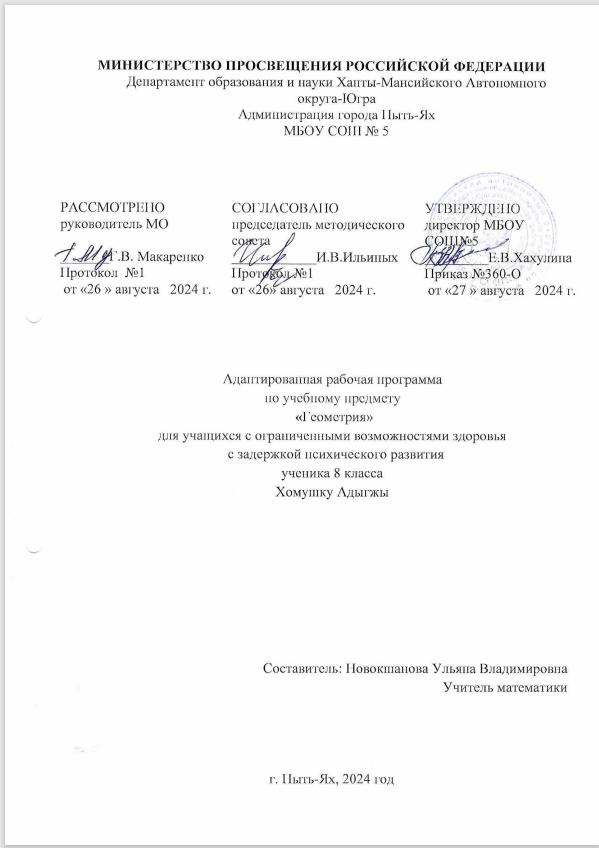 МИНИСТЕРСТВО ПРОСВЕЩЕНИЯ РОССИЙСКОЙ ФЕДЕРАЦИИ
Департамент образования и науки Ханты-Мансийского Автономного
округа-Югра
Администрация города Пыть-Ях
МБОУ СОШ № 5
РАССМОТРЕНО
руководитель МО
Г.В. Макаренко
Протокол №1
от «26 » августа 2024 г.
СОГЛАСОВАНО
председатель методического
совета
И.В.Ильиных
Протокол №1
от «26» августа 2024 г.
УТВЕРЖДЕНО
директор МБОУ
СОШ№5
Е.В.Хахулина
Приказ №360-О
от «27 » августа 2024 г.
Адаптированная рабочая программа
по учебному предмету
«Геометрия»
для учащихся с ограниченными возможностями здоровья
с задержкой психического развития
ученика 8 класса
Хомушку Адыгжы
Составитель: Новокшанова Ульяна Владимировна
Учитель математики
г. Пыть-Ях, 2024 год